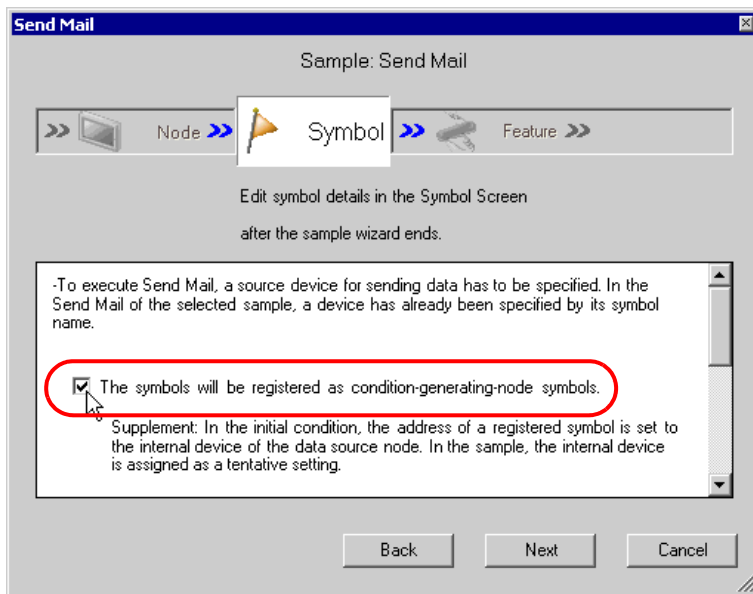 Send Mail
Sample: Send Mail
>> Node >> Symbol >> Feature >>
Edit symbol details in the Symbol Screen
after the sample wizard ends.
-To execute Send Mail, a source device for sending data has to be specified. In the
Send Mail of the selected sample, a device has already been specified by its symbol
name.
The symbols will be registered as condition-generating-node symbols.
Supplement: In the initial condition, the address of a registered symbol is set to
the internal device of the data source node. In the sample, the internal device
is assigned as a tentative setting.
Back Next Cancel